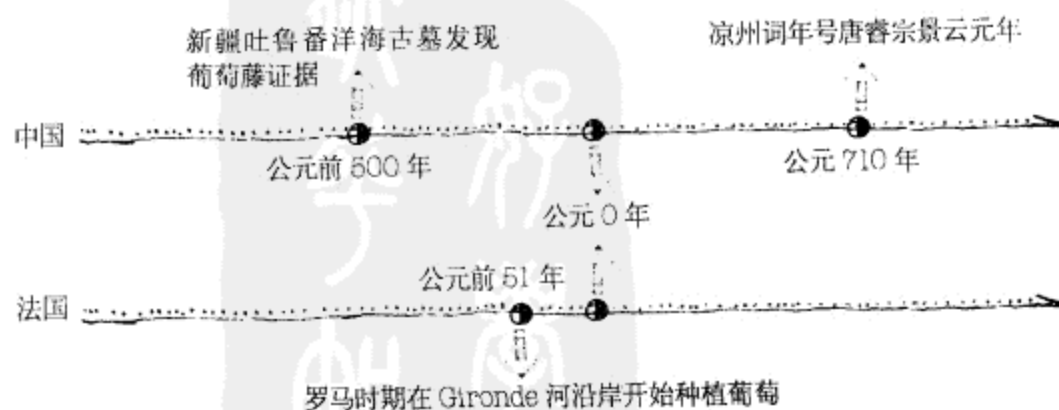 新疆吐鲁番洋海古墓发现
葡萄藤证据
凉州词年号唐睿宗景云元年
中国
公元前 500 年
公元 710 年
公元 0 年
公元前 51 年
法国
罗马时期在 Gironde 河沿岸开始种植葡萄